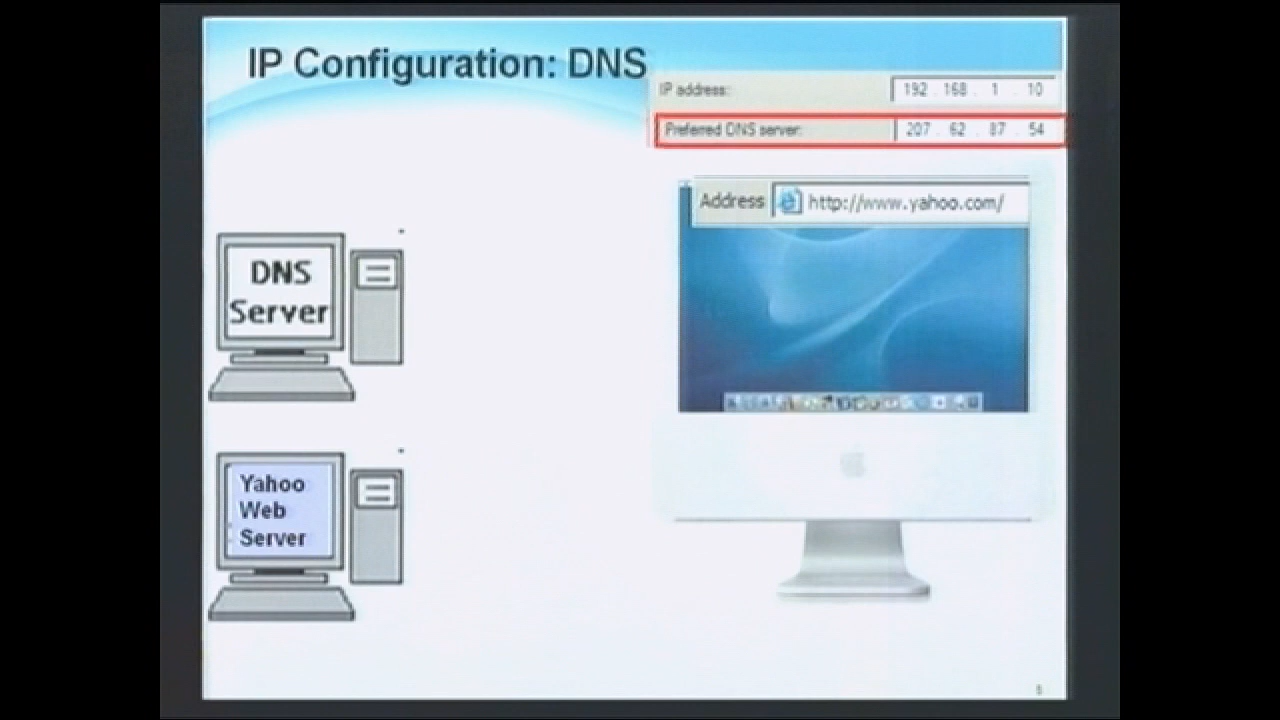 IP Configuration: DNS
IP address: 192 . 168 . 1 . 10
Preferred DNS server: 207 . 62 . 87 . 54
Address http://www.yahoo.com/
DNS
Server
Yahoo
Web
Server